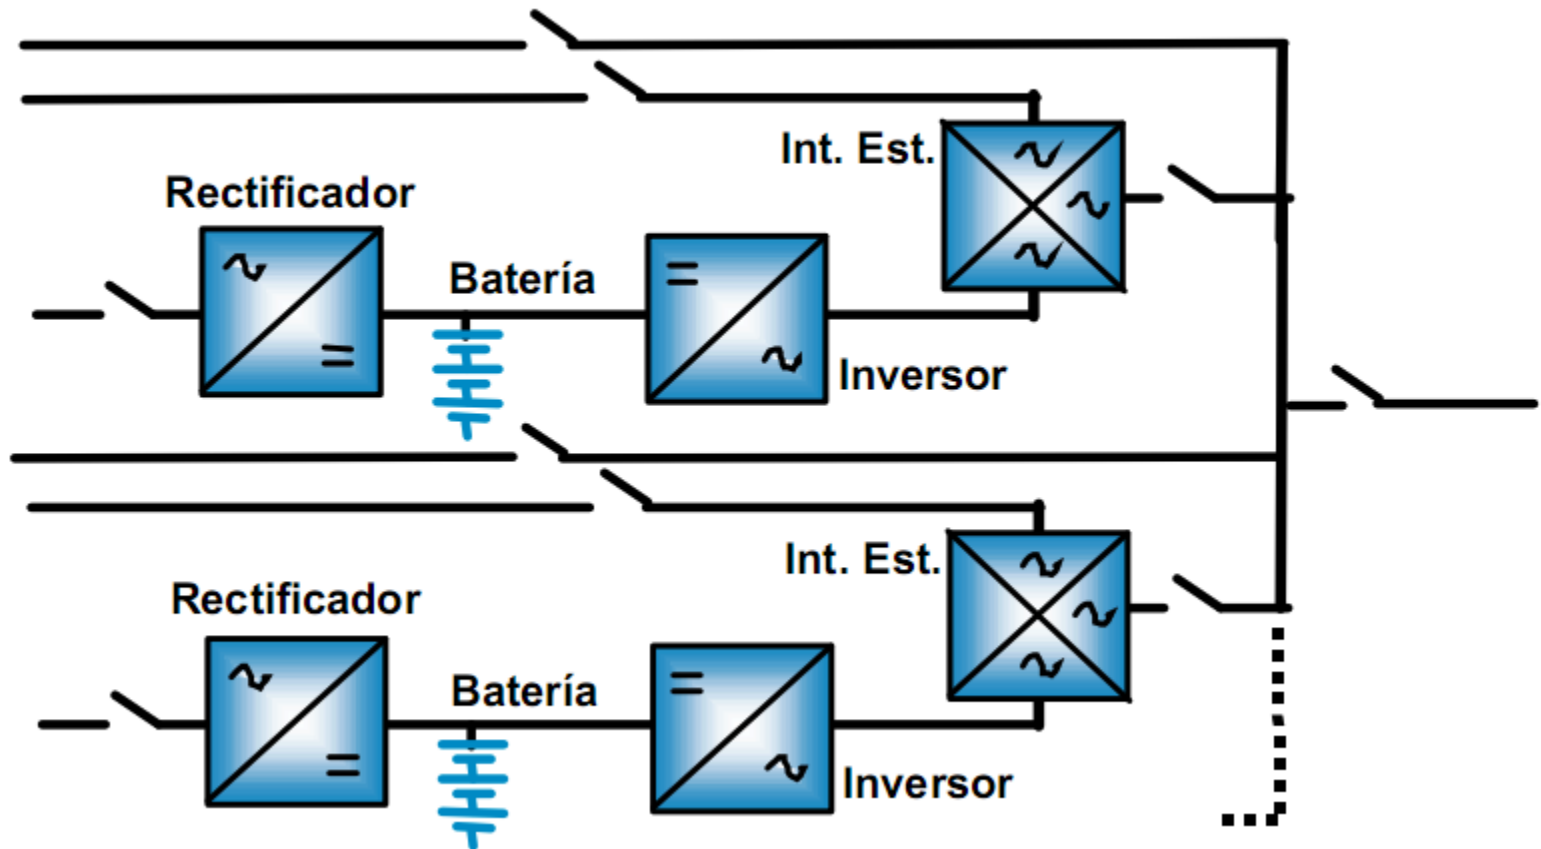 Int. Est.
Rectificador
Batería
Inversor
Int. Est.
Rectificador
Batería
Inversor